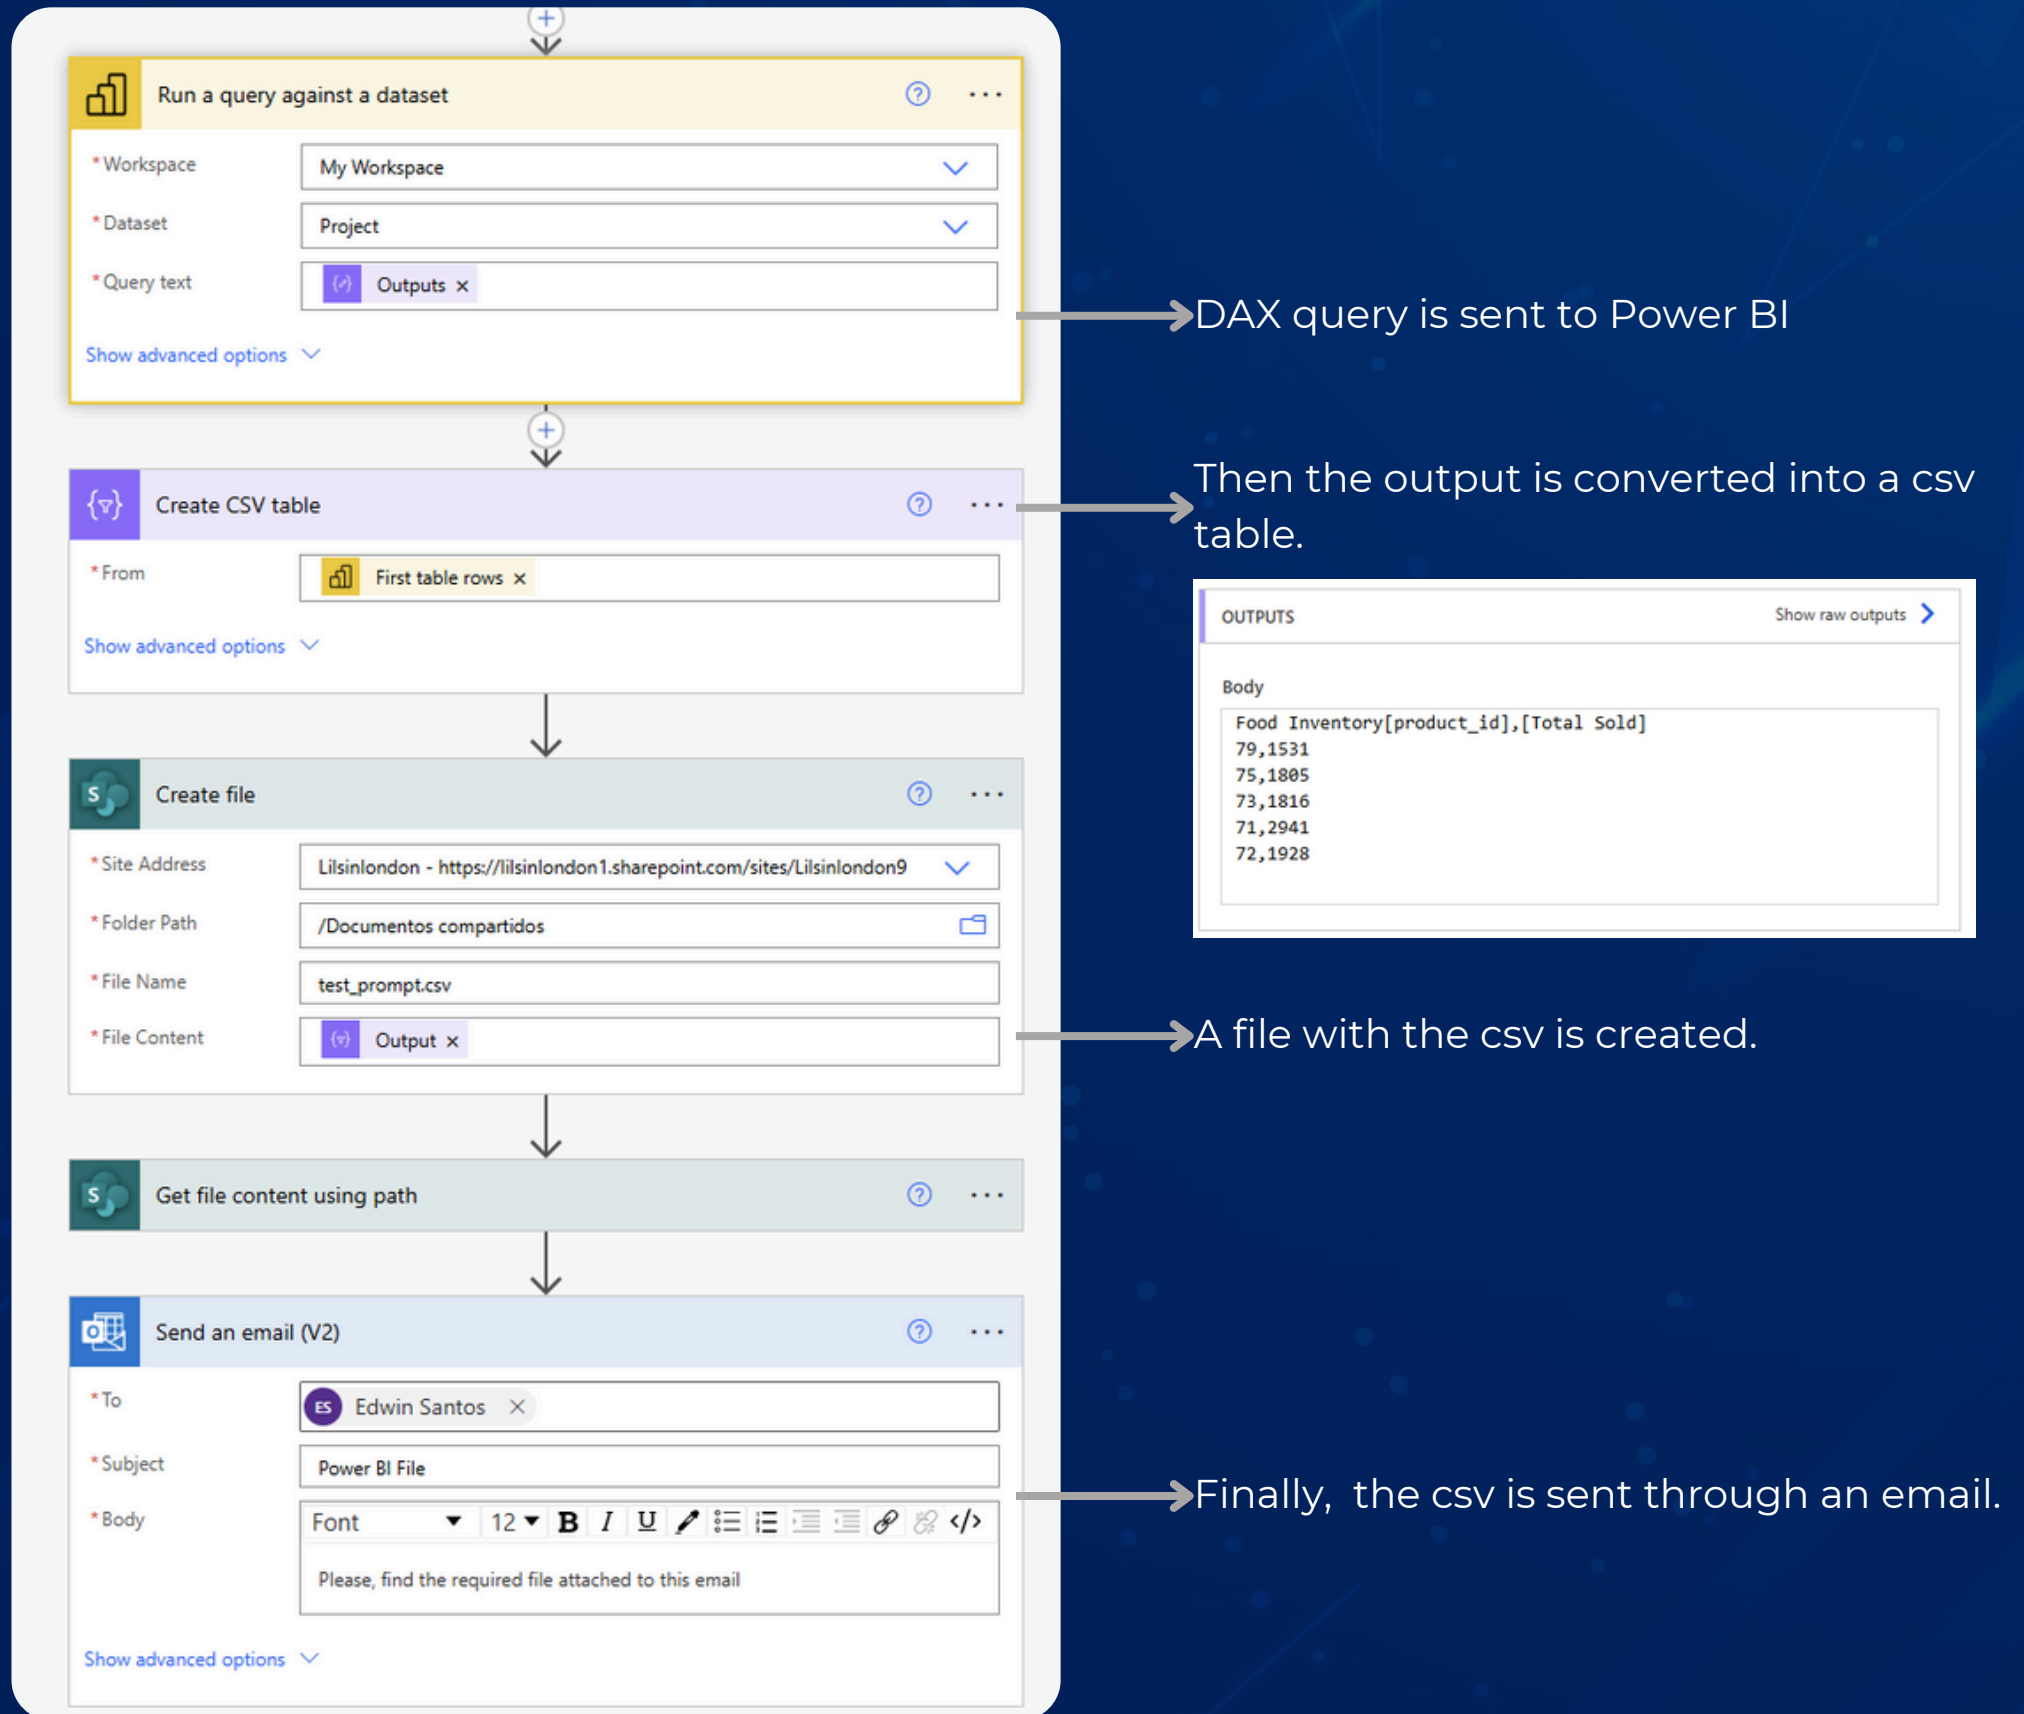 Run a query against a dataset
* Workspace
My Workspace
* Dataset
Project
* Query text
Outputs ×
Show advanced options
DAX query is sent to Power BI
Create CSV table
* From
First table rows ×
Show advanced options
Then the output is converted into a csv
table.
OUTPUTS
Show raw outputs
Body
Food Inventory[product_id],[Total Sold]
79,1531
75,1805
73,1816
71,2941
72,1928
Create file
* Site Address
Lilsinlondon - https://lilsinlondon1.sharepoint.com/sites/Lilsinlondon9
* Folder Path
/Documentos compartidos
* File Name
test_prompt.csv
* File Content
Output ×
A file with the csv is created.
Get file content using path
Send an email (V2)
* To
ES Edwin Santos ×
* Subject
Power BI File
* Body
Font 12 B I U </>
Please, find the required file attached to this email
Show advanced options
Finally, the csv is sent through an email.